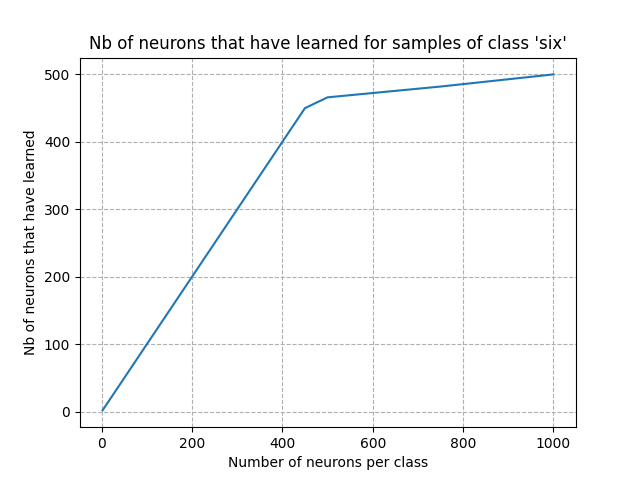 Nb of neurons that have learned for samples of class 'six'
Nb of neurons that have learned
500
400
300
200
100
0
0 200 400 600 800 1000
Number of neurons per class